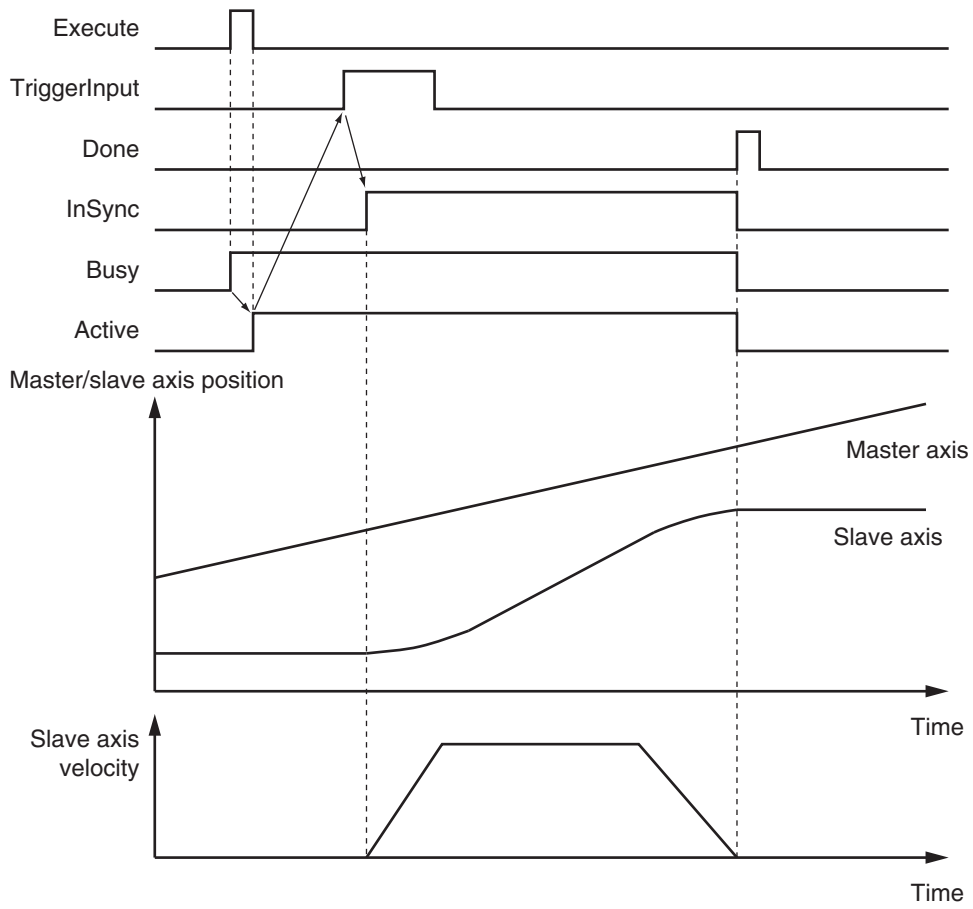 Execute
TriggerInput
Done
InSync
Busy
Active
Master/slave axis position
Master axis
Slave axis
Time
Slave axis
velocity
Time